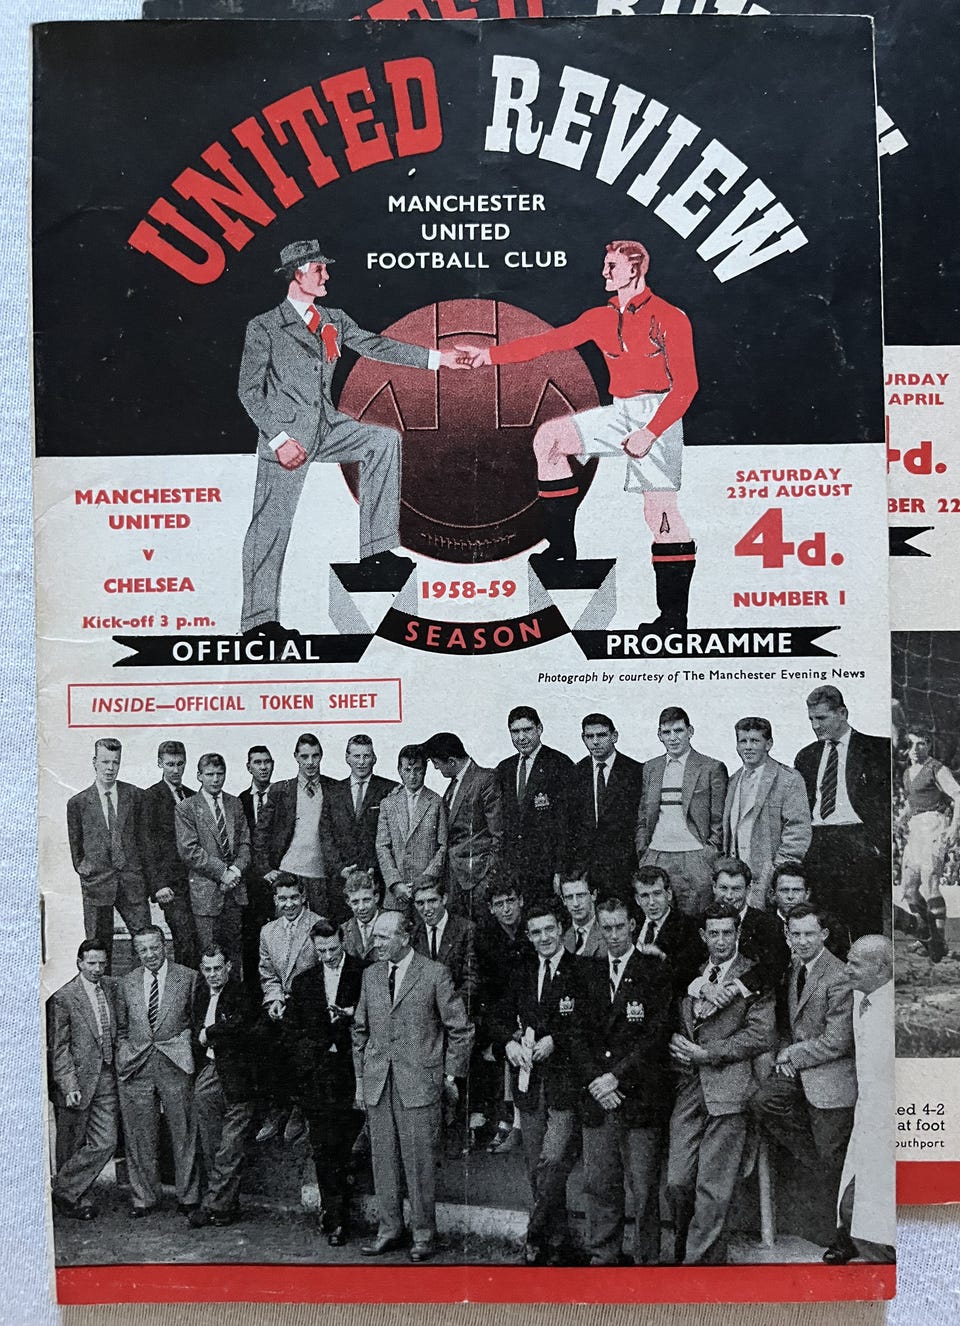 UNITED REVIEW
MANCHESTER
UNITED
FOOTBALL CLUB
MANCHESTER
UNITED
v
CHELSEA
Kick-off 3 p.m.
SATURDAY
23rd AUGUST
4d.
NUMBER 1
1958-59
OFFICIAL SEASON PROGRAMME
Photograph by courtesy of The Manchester Evening News
INSIDE—OFFICIAL TOKEN SHEET
URDAY
APRIL
4d.
BER 22
ed 4-2
at foot
outhport